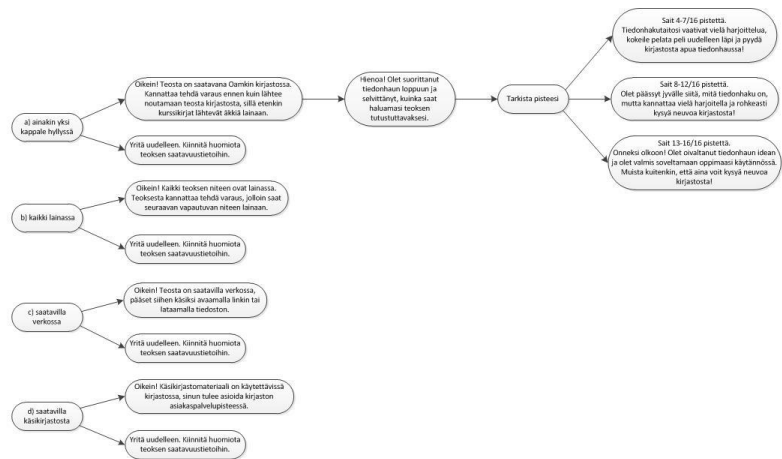 Sait 4-7/16 pistettä.
Tiedonhakutaitosi vaativat vielä harjoittelua,
kokeile pelata peli uudelleen läpi ja pyydä
kirjastosta apua tiedonhaussa!
Oikein! Teosta on saatavana Oamkin kirjastossa.
Kannattaa tehdä varaus ennen kuin lähtee
noutamaan teosta kirjastosta, sillä etenkin
kurssikirjat lähtevät äkkiä lainaan.
Hienoa! Olet suorittanut
tiedonhaun loppuun ja
selvittänyt, kuinka saat
haluamasi teoksen
tutustuttavaksesi.
Tarkista pisteesi
Sait 8-12/16 pistettä.
Olet päässyt jyvälle siitä, mitä tiedonhaku on,
mutta kannattaa vielä harjoitella ja rohkeasti
kysyä neuvoa kirjastosta!
a) ainakin yksi
kappale hyllyssä
Yritä uudelleen. Kiinnitä huomiota
teoksen saatavuustietoihin.
Sait 13-16/16 pistettä.
Onneksi olkoon! Olet oivaltanut tiedonhaun idean
ja olet valmis soveltamaan oppimaasi käytännössä.
Muista kuitenkin, että aina voit kysyä neuvoa
kirjastosta!
Oikein! Kaikki teoksen niteen ovat lainassa.
Teoksesta kannattaa tehdä varaus, jolloin saat
seuraavan vapautuvan niteen lainaan.
b) kaikki lainassa
Yritä uudelleen. Kiinnitä huomiota
teoksen saatavuustietoihin.
Oikein! Teosta on saatavilla verkossa,
pääset siihen käsiksi avaamalla linkin tai
lataamalla tiedoston.
c) saatavilla
verkossa
Yritä uudelleen. Kiinnitä huomiota
teoksen saatavuustietoihin.
Oikein! Käsikirjastomateriaali on käytettävissä
kirjastossa, sinun tulee asioida kirjaston
asiakaspalvelupisteessä.
d) saatavilla
käsikirjastosta
Yritä uudelleen. Kiinnitä huomiota
teoksen saatavuustietoihin.